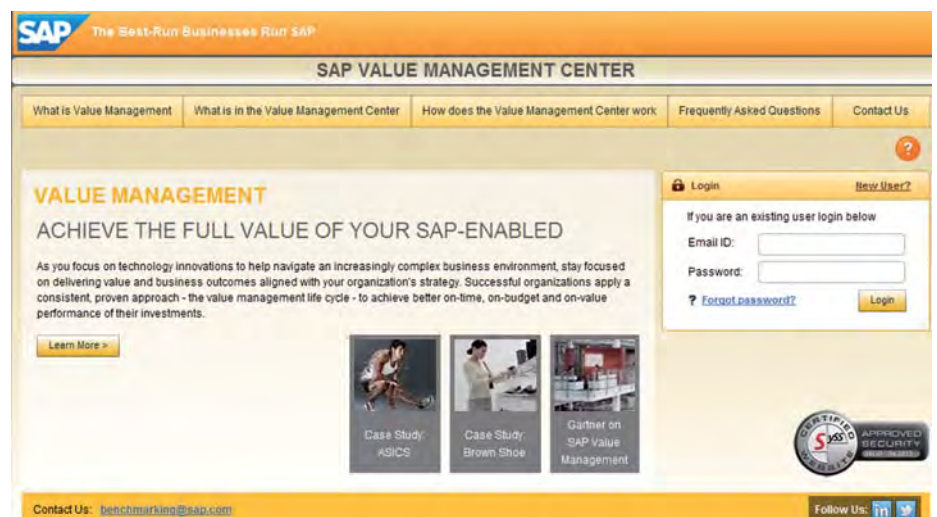 SAP The Best-Run Businesses Run SAP
SAP VALUE MANAGEMENT CENTER
What is Value Management What is in the Value Management Center How does the Value Management Center work Frequently Asked Questions Contact Us
?
VALUE MANAGEMENT
ACHIEVE THE FULL VALUE OF YOUR SAP-ENABLED
As you focus on technology innovations to help navigate an increasingly complex business environment, stay focused
on delivering value and business outcomes aligned with your organization's strategy. Successful organizations apply a
consistent, proven approach - the value management life cycle - to achieve better on-time, on-budget and on-value
performance of their investments.
Learn More »
Case Study:
ASICS
Case Study:
Brown Shoe
Gartner on
SAP Value
Management
Login New User?
If you are an existing user login below
Email ID:
Password:
? Forgot password?
Login
CERTIFIED
SySS
WEBSITE
APPROVED
SECURITY
Contact Us: benchmarking@sap.com
Follow Us: in